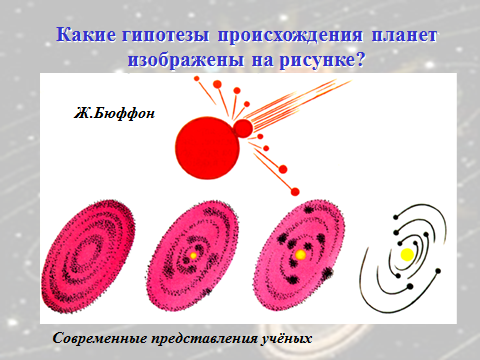 Какие гипотезы происхождения планет
изображены на рисунке?
Ж.Бюффон
Современные представления учёных